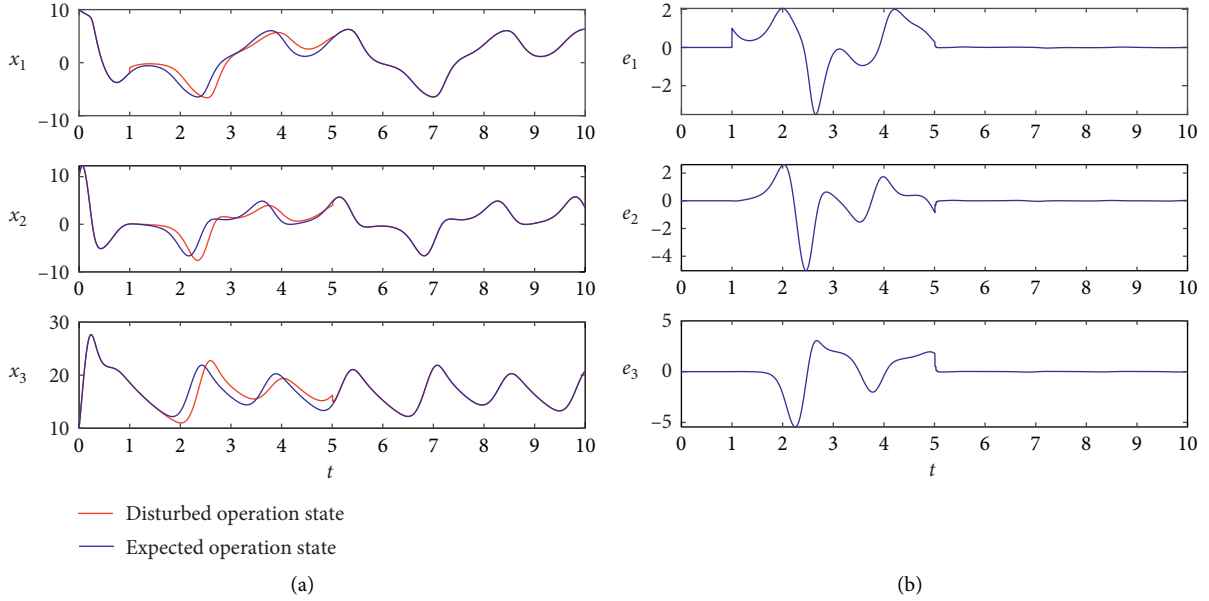 10
0
−10
x1
0 1 2 3 4 5 6 7 8 9 10
10
0
−10
x2
0 1 2 3 4 5 6 7 8 9 10
30
20
10
x3
0 1 2 3 4 5 6 7 8 9 10
t
Disturbed operation state
Expected operation state
(a)
2
0
−2
e1
0 1 2 3 4 5 6 7 8 9 10
2
0
−2
−4
e2
0 1 2 3 4 5 6 7 8 9 10
5
0
−5
e3
0 1 2 3 4 5 6 7 8 9 10
t
(b)